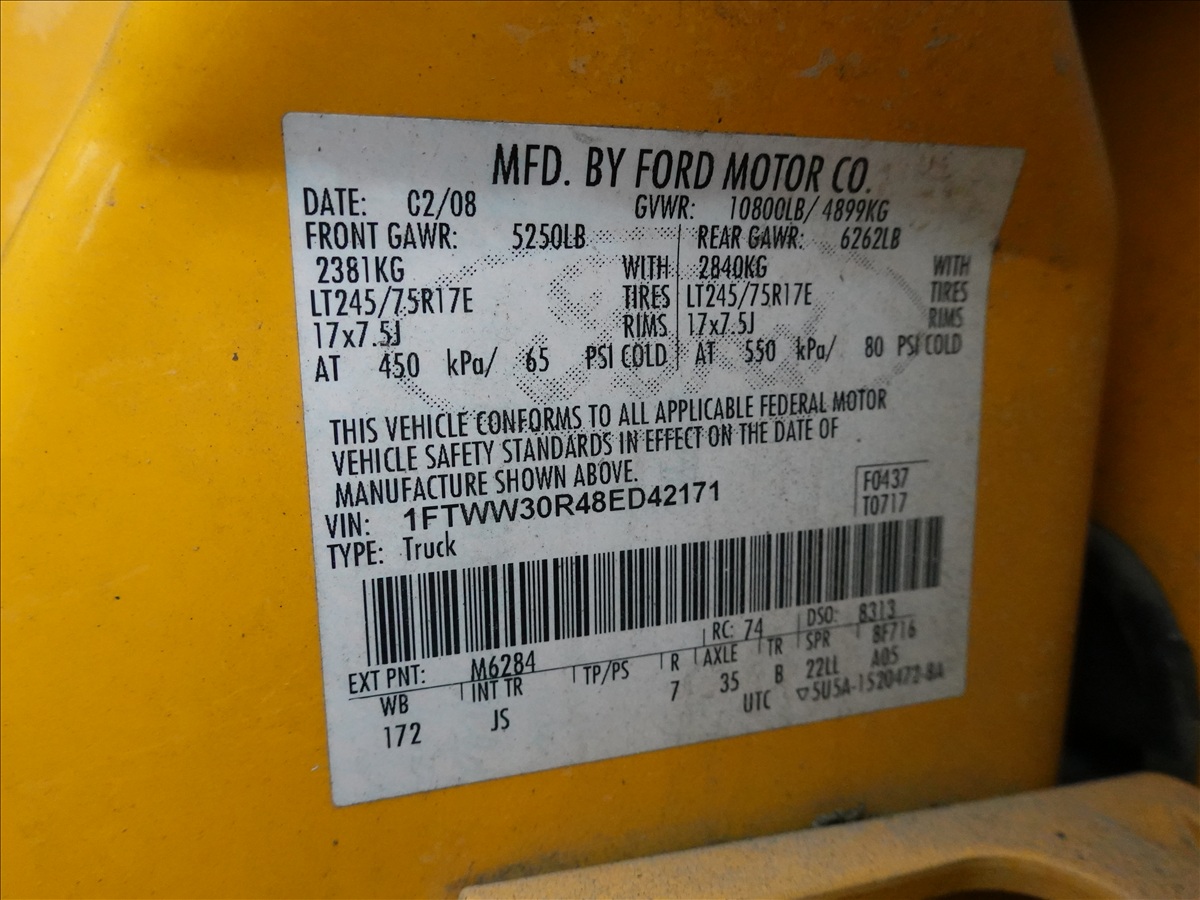 MFD. BY FORD MOTOR CO.
DATE: 02/08 GVWR: 10800LB/ 4899KG
FRONT GAWR: 5250LB REAR GAWR: 6262LB
2381KG WITH 2840KG WITH
LT245/75R17E TIRES LT245/75R17E TIRES
17x7.5J RIMS 17x7.5J RIMS
AT 450 kPa/ 65 PSI COLD AT 550 kPa/ 80 PSI COLD
THIS VEHICLE CONFORMS TO ALL APPLICABLE FEDERAL MOTOR
VEHICLE SAFETY STANDARDS IN EFFECT ON THE DATE OF
MANUFACTURE SHOWN ABOVE.
VIN: 1FTWW30R48ED42171
F0437
TYPE: Truck
T0717
EXT PNT: M6284 RC: 74 DSO: 8313
WB INT TR TP/PS R AXLE TR SPR 8F716
172 JS 7 35 B 22LL A05
UTC ▽5U5A-1520472-BA